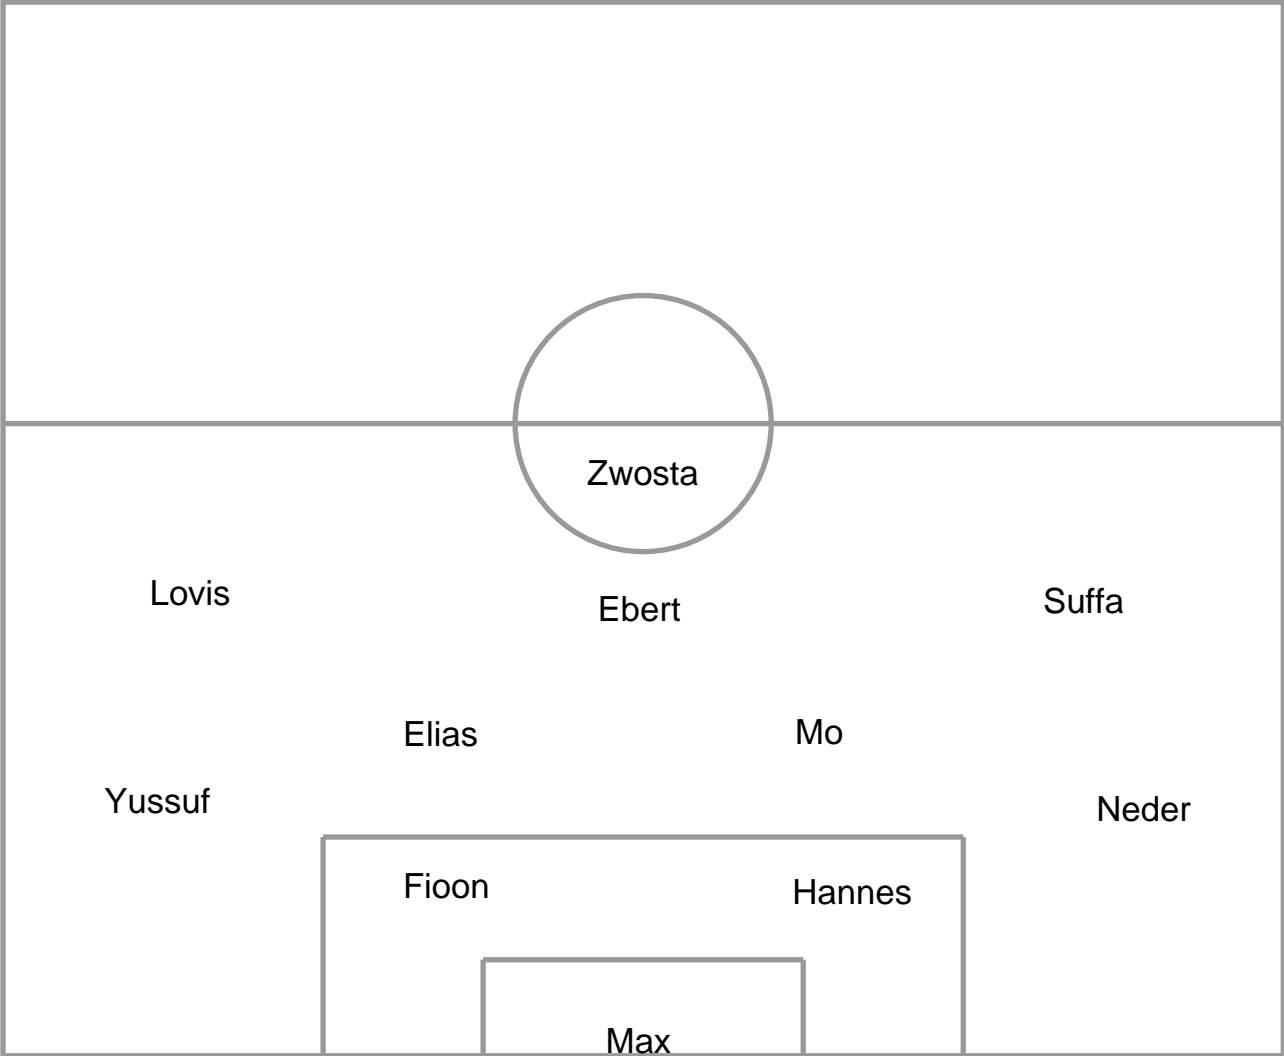 Zwosta
Lovis
Ebert
Suffa
Elias
Mo
Yussuf
Neder
Fioon
Hannes
Max